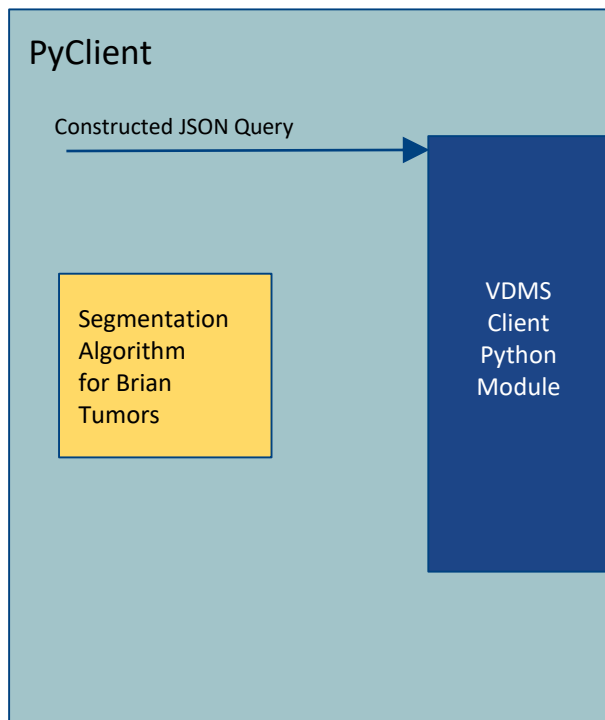 PyClient
Constructed JSON Query
Segmentation
Algorithm
for Brian
Tumors
VDMS
Client
Python
Module